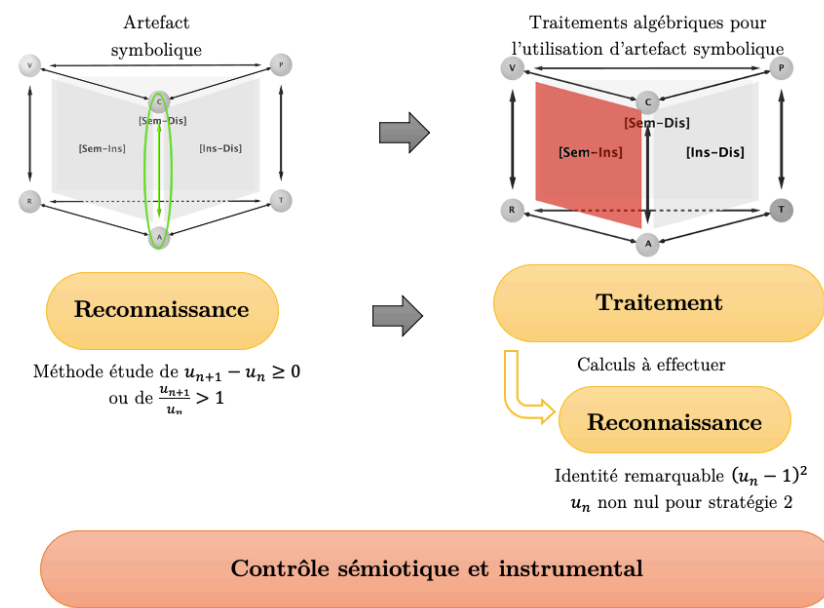 Artefact
symbolique
V
P
C
[Sem-Dis]
[Sem-Ins]
[Ins-Dis]
R
T
A
Reconnaissance
Méthode étude de $u_{n+1} - u_n \geq 0$
ou de $\frac{u_{n+1}}{u_n} > 1$
Traitements algébriques pour
l'utilisation d'artefact symbolique
V
P
C
[Sem-Dis]
[Sem-Ins]
[Ins-Dis]
R
T
A
Traitement
Calculs à effectuer
Reconnaissance
Identité remarquable $(u_n - 1)^2$
$u_n$ non nul pour stratégie 2
Contrôle sémiotique et instrumental